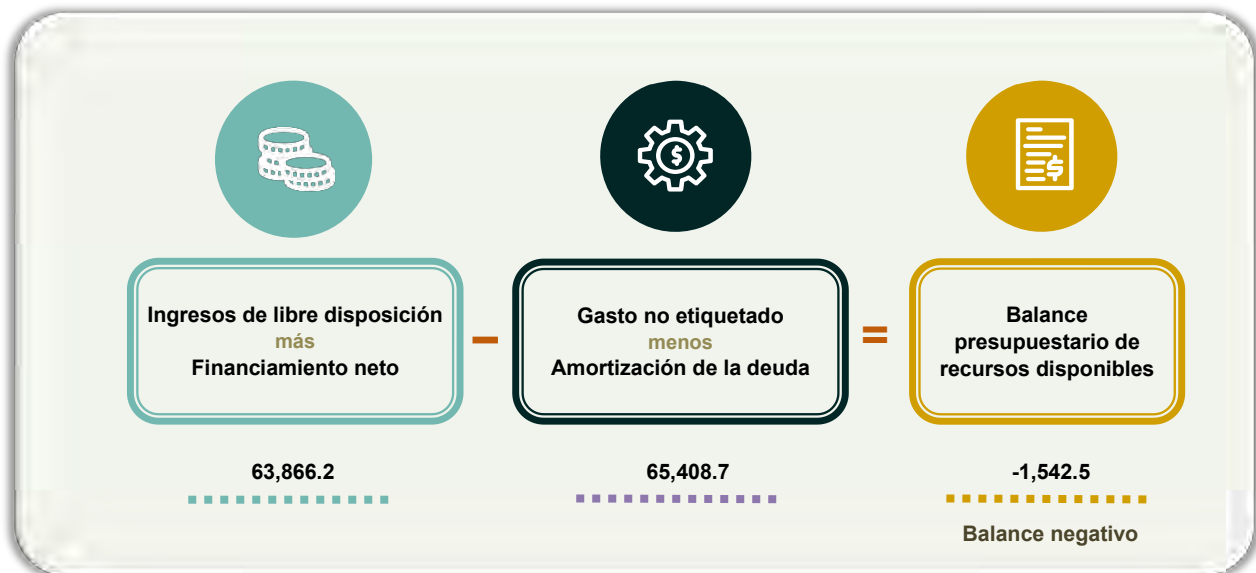 Ingresos de libre disposición
más
Financiamiento neto
–
Gasto no etiquetado
menos
Amortización de la deuda
=
Balance
presupuestario de
recursos disponibles
63,866.2
65,408.7
-1,542.5
Balance negativo